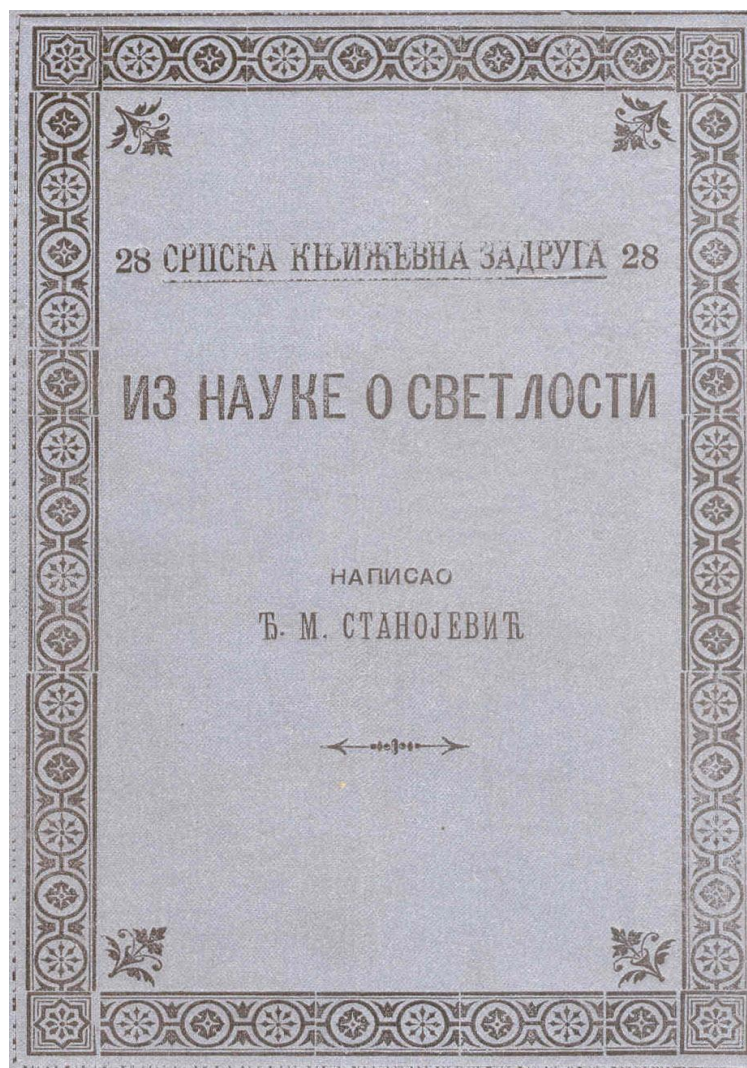 28 СРПСКА КЊИЖЕВНА ЗАДРУГА 28
ИЗ НАУКЕ О СВЕТЛОСТИ
НАПИСАО
Ђ. М. СТАНОЈЕВИЋ